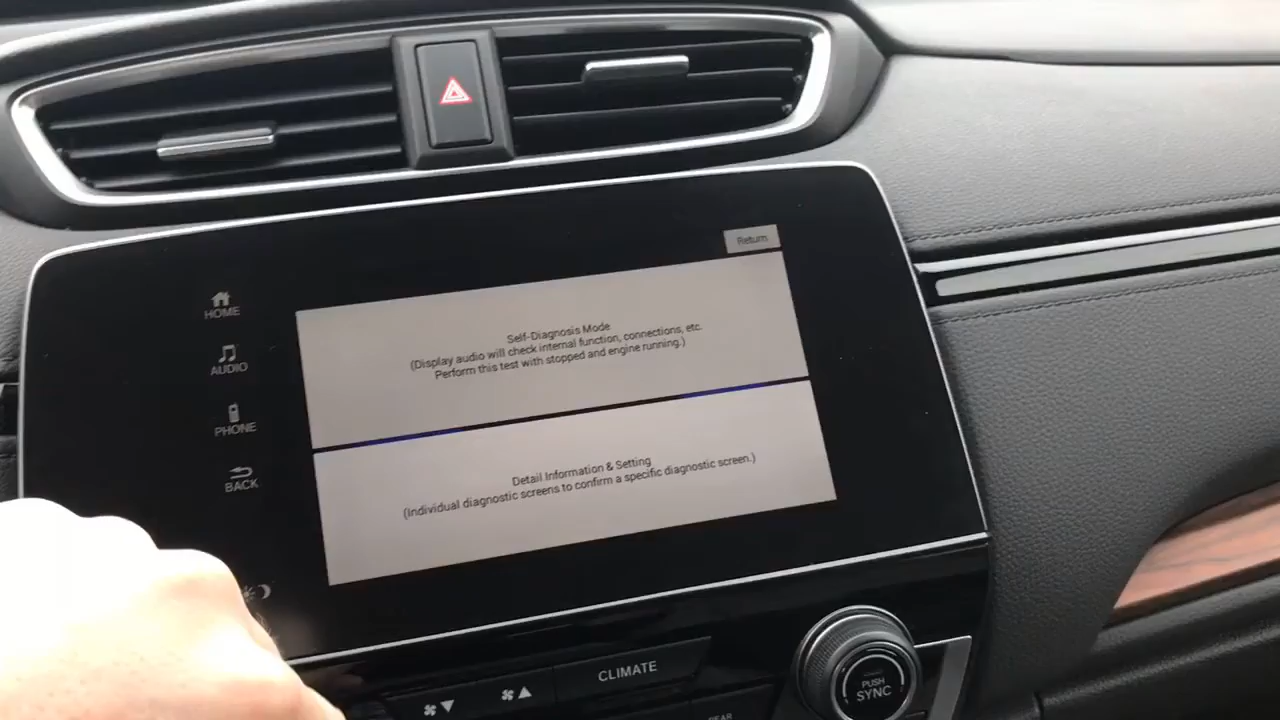 Return
HOME
Self-Diagnosis Mode
(Display audio will check internal function, connections, etc.
Perform this test with stopped and engine running.)
AUDIO
PHONE
Detail Information & Setting
(Individual diagnostic screens to confirm a specific diagnostic screen.)
BACK
CLIMATE
PUSH
SYNC
REAR